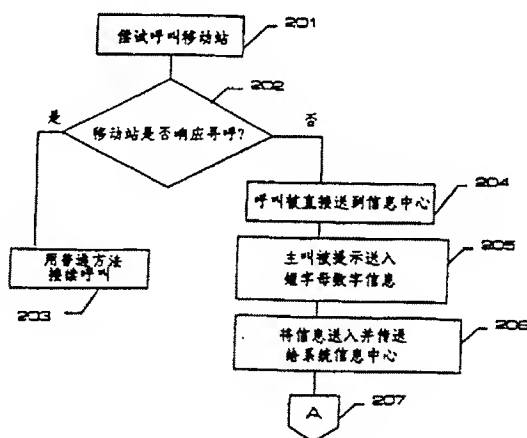 尝试呼叫移动站
201
202
是
移动站是否响应寻呼?
否
呼叫被直接送到信息中心
204
主叫被提示送入
短字母数字信息
205
用普通方法
接续呼叫
203
将信息送入并传送
给系统信息中心
206
A
207